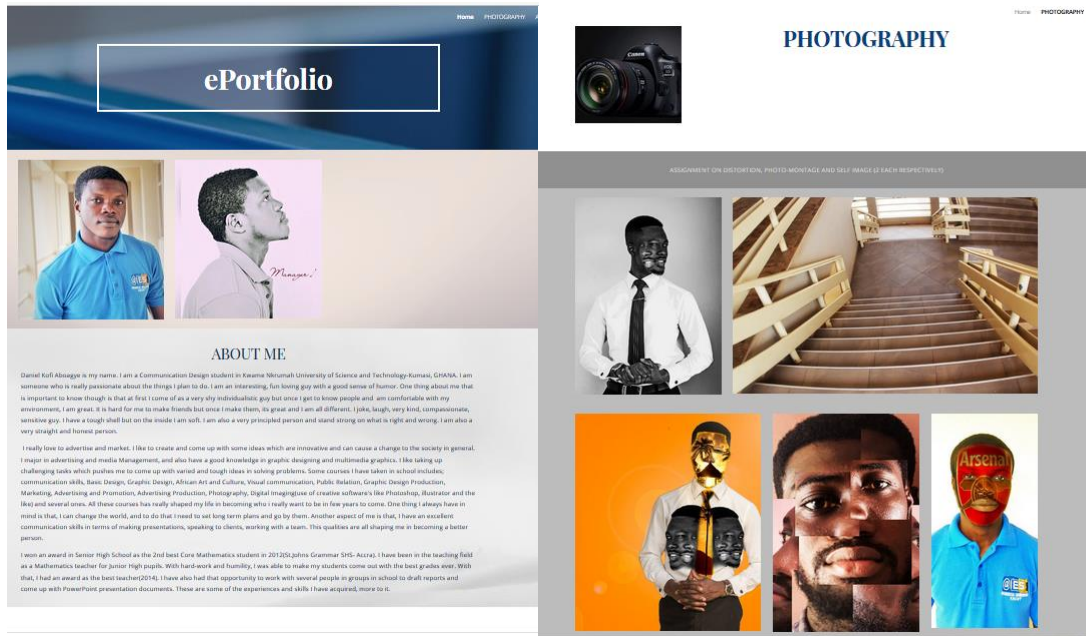 Home PHOTOGRAPHY
ePortfolio
Manager!
ABOUT ME
Daniel Kofi Aboagye is my name. I am a Communication Design student in Kwame Nkrumah University of Science and Technology-Kumasi, GHANA. I am
someone who is really passionate about the things I plan to do. I am an interesting, fun loving guy with a good sense of humor. One thing about me that
is important to know though is that at first I come of as a very shy individualistic guy but once I get to know people and am comfortable with my
environment, I am great. It is hard for me to make friends but once I make them, its great and I am all different. I joke, laugh, very kind, compassionate,
sensitive guy. I have a tough shell but on the inside I am soft. I am also a very principled person and stand strong on what is right and wrong. I am also a
very straight and honest person.
I really love to advertise and market. I like to create and come up with some ideas which are innovative and can cause a change to the society in general.
I major in advertising and media Management, and also have a good knowledge in graphic designing and multimedia graphics. I like taking up
challenging tasks which pushes me to come up with varied and tough ideas in solving problems. Some courses I have taken in school includes;
communication skills, Basic Design, Graphic Design, African Art and Culture, Visual communication, Public Relation, Graphic Design Production,
Marketing, Advertising and Promotion, Advertising Production, Photography, Digital Imaging(use of creative software's like Photoshop, illustrator and the
like) and several ones. All these courses has really shaped my life in becoming who i really want to be in few years to come. One thing I always have in
mind is that, I can change the world, and to do that I need to set long term plans and go by them. Another aspect of me is that, I have an excellent
communication skills in terms of making presentations, speaking to clients, working with a team. This qualities are all shaping me in becoming a better
person.
I won an award in Senior High School as the 2nd best Core Mathematics student in 2012(St.Johns Grammar SHS- Accra). I have been in the teaching field
as a Mathematics teacher for Junior High pupils. With hard-work and humility, I was able to make my students come out with the best grades ever. With
that, I had an award as the best teacher(2014). I have also had that opportunity to work with several people in groups in school to draft reports and
come up with PowerPoint presentation documents. These are some of the experiences and skills I have acquired, more to it.
Home PHOTOGRAPHY
PHOTOGRAPHY
Canon
ASSIGNMENT ON DISTORTION, PHOTO-MONTAGE AND SELF IMAGE (2 EACH RESPECTIVELY)
Arsenal